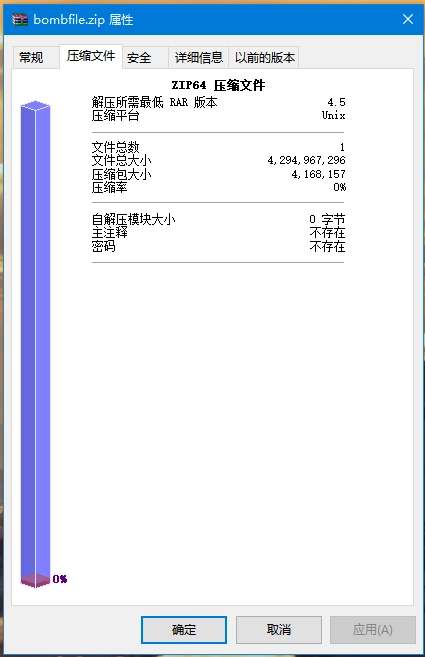 bombfile.zip 属性
常规 压缩文件 安全 详细信息 以前的版本
ZIP64 压缩文件
解压所需最低 RAR 版本 4.5
压缩平台 Unix
文件总数 1
文件总大小 4,294,967,296
压缩包大小 4,168,157
压缩率 0%
自解压模块大小 0 字节
主注释 不存在
密码 不存在
0%
确定 取消 应用(A)